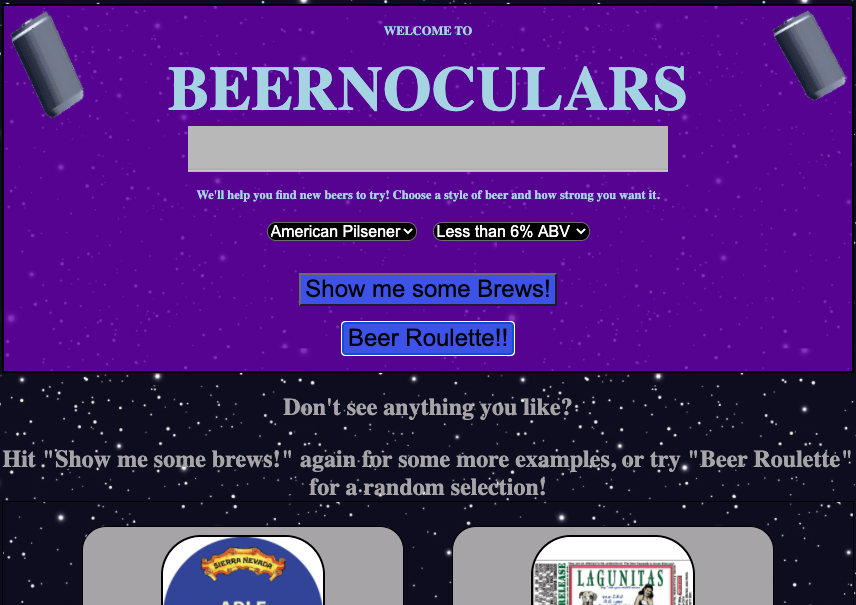 WELCOME TO
BEERNOCULARS
We'll help you find new beers to try! Choose a style of beer and how strong you want it.
American Pilsener Less than 6% ABV
Show me some Brews!
Beer Roulette!!
Don't see anything you like?
Hit "Show me some brews!" again for some more examples, or try "Beer Roulette"
for a random selection!
SIERRA NEVADA
RELEASE
LAGUNITAS